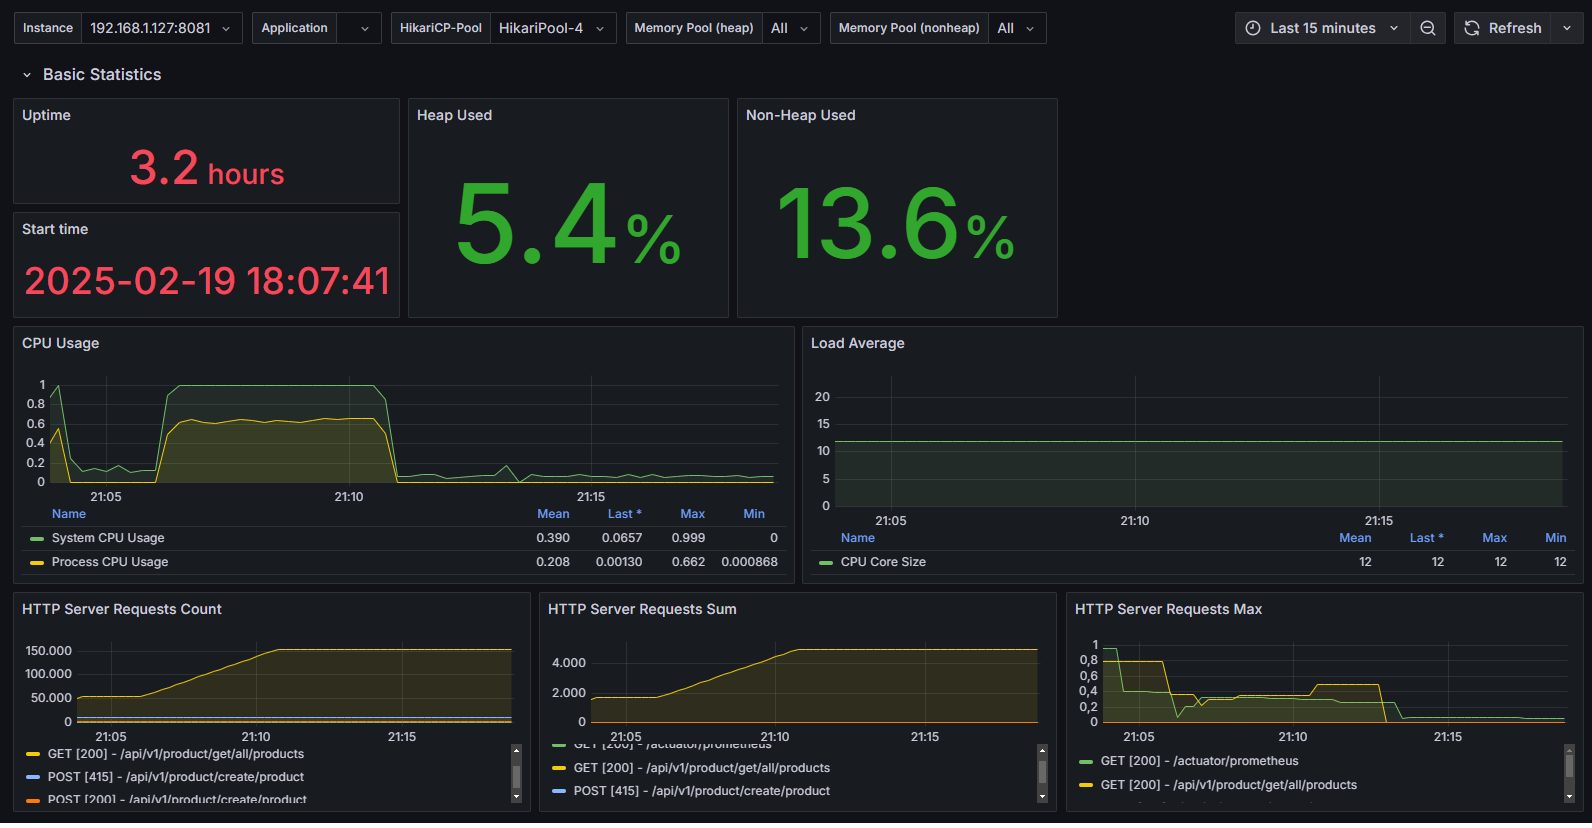 Instance 192.168.1.127:8081 Application HikariCP-Pool HikariPool-4 Memory Pool (heap) All Memory Pool (nonheap) All Last 15 minutes Refresh
Basic Statistics
Uptime
3.2 hours
Start time
2025-02-19 18:07:41
Heap Used
5.4%
Non-Heap Used
13.6%
CPU Usage
1
0.8
0.6
0.4
0.2
0
21:05 21:10 21:15
Name Mean Last * Max Min
System CPU Usage 0.390 0.0657 0.999 0
Process CPU Usage 0.208 0.00130 0.662 0.000868
Load Average
20
15
10
5
0
21:05 21:10 21:15
Name Mean Last * Max Min
CPU Core Size 12 12 12 12
HTTP Server Requests Count
150.000
100.000
50.000
0
21:05 21:10 21:15
GET [200] - /api/v1/product/get/all/products
POST [415] - /api/v1/product/create/product
POST [200] - /api/v1/product/create/product
HTTP Server Requests Sum
4.000
2.000
0
21:05 21:10 21:15
GET [200] - /actuator/prometheus
GET [200] - /api/v1/product/get/all/products
POST [415] - /api/v1/product/create/product
HTTP Server Requests Max
1
0,8
0,6
0,4
0,2
0
21:05 21:10 21:15
GET [200] - /actuator/prometheus
GET [200] - /api/v1/product/get/all/products